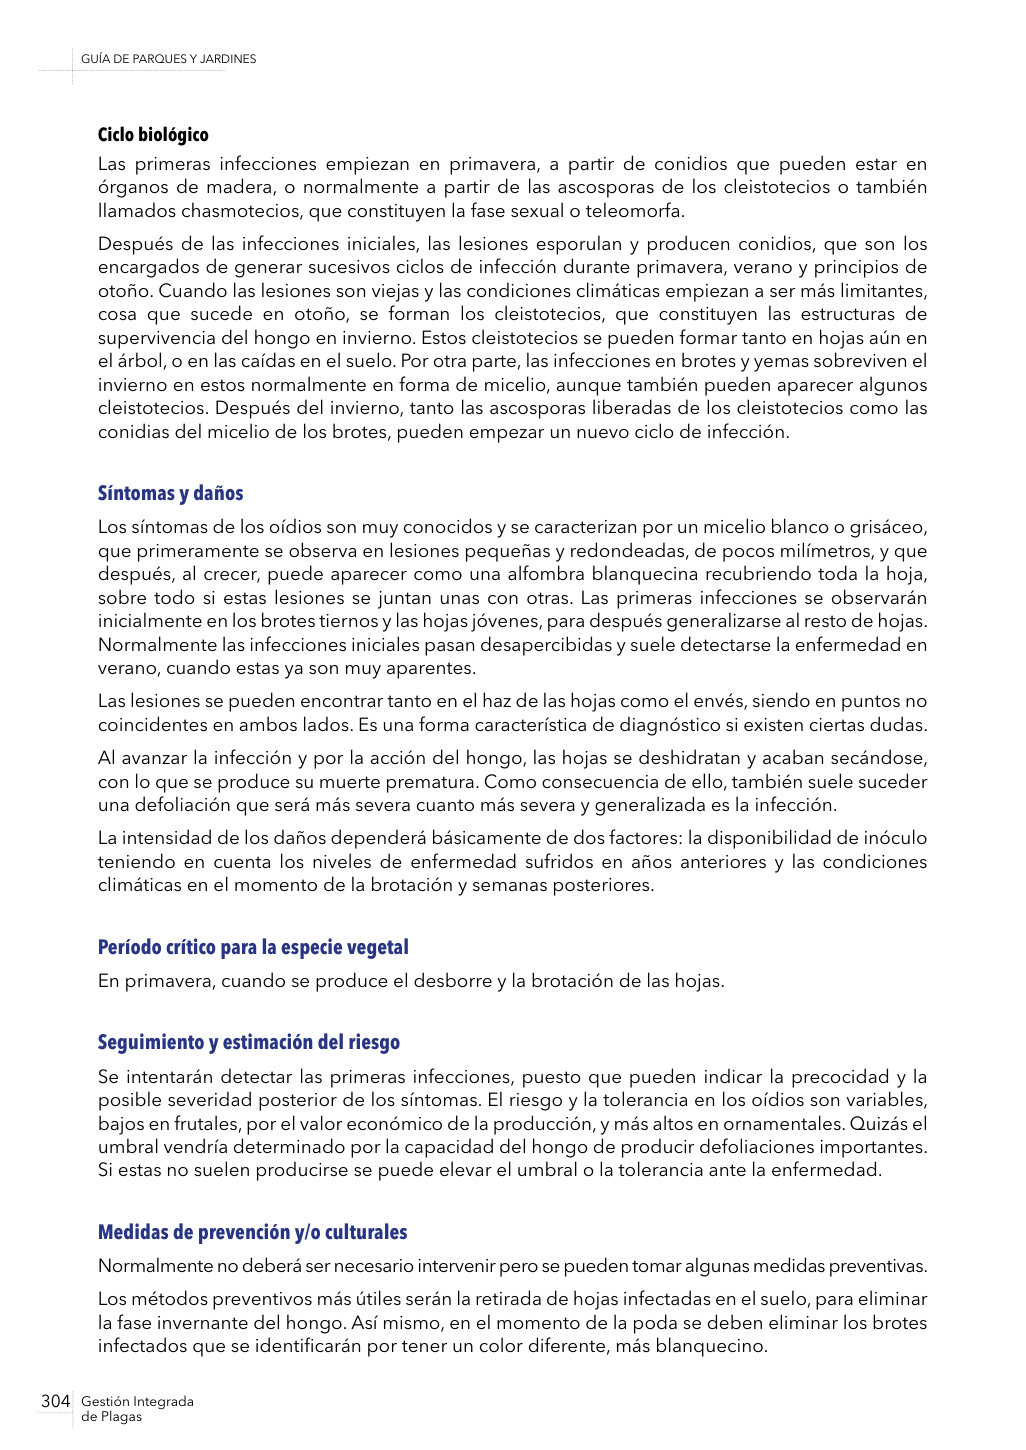 GUÍA DE PARQUES Y JARDINES
Ciclo biológico
Las primeras infecciones empiezan en primavera, a partir de conidios que pueden estar en
órganos de madera, o normalmente a partir de las ascosporas de los cleistotecios o también
llamados chasmotecios, que constituyen la fase sexual o teleomorfa.
Después de las infecciones iniciales, las lesiones esporulan y producen conidios, que son los
encargados de generar sucesivos ciclos de infección durante primavera, verano y principios de
otoño. Cuando las lesiones son viejas y las condiciones climáticas empiezan a ser más limitantes,
cosa que sucede en otoño, se forman los cleistotecios, que constituyen las estructuras de
supervivencia del hongo en invierno. Estos cleistotecios se pueden formar tanto en hojas aún en
el árbol, o en las caídas en el suelo. Por otra parte, las infecciones en brotes y yemas sobreviven el
invierno en estos normalmente en forma de micelio, aunque también pueden aparecer algunos
cleistotecios. Después del invierno, tanto las ascosporas liberadas de los cleistotecios como las
conidias del micelio de los brotes, pueden empezar un nuevo ciclo de infección.
Síntomas y daños
Los síntomas de los oídios son muy conocidos y se caracterizan por un micelio blanco o grisáceo,
que primeramente se observa en lesiones pequeñas y redondeadas, de pocos milímetros, y que
después, al crecer, puede aparecer como una alfombra blanquecina recubriendo toda la hoja,
sobre todo si estas lesiones se juntan unas con otras. Las primeras infecciones se observarán
inicialmente en los brotes tiernos y las hojas jóvenes, para después generalizarse al resto de hojas.
Normalmente las infecciones iniciales pasan desapercibidas y suele detectarse la enfermedad en
verano, cuando estas ya son muy aparentes.
Las lesiones se pueden encontrar tanto en el haz de las hojas como el envés, siendo en puntos no
coincidentes en ambos lados. Es una forma característica de diagnóstico si existen ciertas dudas.
Al avanzar la infección y por la acción del hongo, las hojas se deshidratan y acaban secándose,
con lo que se produce su muerte prematura. Como consecuencia de ello, también suele suceder
una defoliación que será más severa cuanto más severa y generalizada es la infección.
La intensidad de los daños dependerá básicamente de dos factores: la disponibilidad de inóculo
teniendo en cuenta los niveles de enfermedad sufridos en años anteriores y las condiciones
climáticas en el momento de la brotación y semanas posteriores.
Período crítico para la especie vegetal
En primavera, cuando se produce el desborre y la brotación de las hojas.
Seguimiento y estimación del riesgo
Se intentarán detectar las primeras infecciones, puesto que pueden indicar la precocidad y la
posible severidad posterior de los síntomas. El riesgo y la tolerancia en los oídios son variables,
bajos en frutales, por el valor económico de la producción, y más altos en ornamentales. Quizás el
umbral vendría determinado por la capacidad del hongo de producir defoliaciones importantes.
Si estas no suelen producirse se puede elevar el umbral o la tolerancia ante la enfermedad.
Medidas de prevención y/o culturales
Normalmente no deberá ser necesario intervenir pero se pueden tomar algunas medidas preventivas.
Los métodos preventivos más útiles serán la retirada de hojas infectadas en el suelo, para eliminar
la fase invernante del hongo. Así mismo, en el momento de la poda se deben eliminar los brotes
infectados que se identificarán por tener un color diferente, más blanquecino.
304 Gestión Integrada
de Plagas